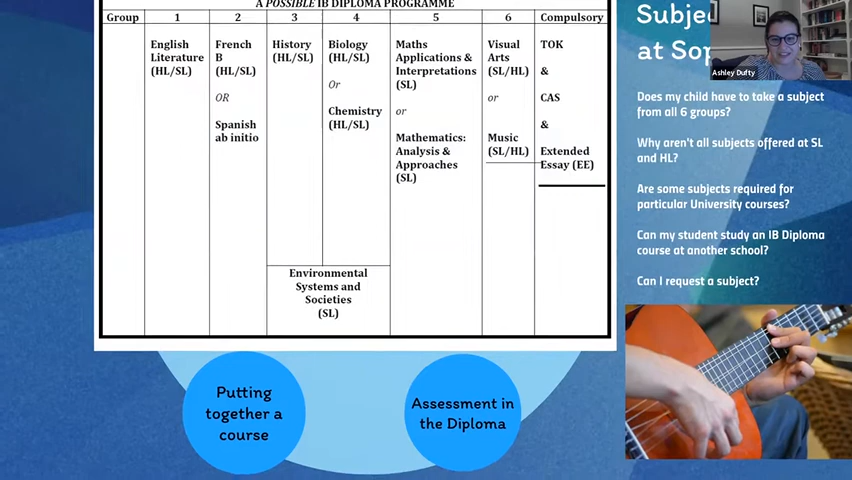 A POSSIBLE IB DIPLOMA PROGRAMME
Group 1 2 3 4 5 6 Compulsory
English
Literature
(HL/SL)
French
B
(HL/SL)
OR
Spanish
ab initio
History
(HL/SL)
Biology
(HL/SL)
Or
Chemistry
(HL/SL)
Maths
Applications &
Interpretations
(SL)
or
Mathematics:
Analysis &
Approaches
(SL)
Visual
Arts
(SL/HL)
or
Music
(SL/HL)
TOK
&
CAS
&
Extended
Essay (EE)
Environmental
Systems and
Societies
(SL)
Putting
together a
course
Assessment in
the Diploma
at
Ashley Dufty
Does my child have to take a subject
from all 6 groups?
Why aren't all subjects offered at SL
and HL?
Are some subjects required for
particular University courses?
Can my student study an IB Diploma
course at another school?
Can I request a subject?